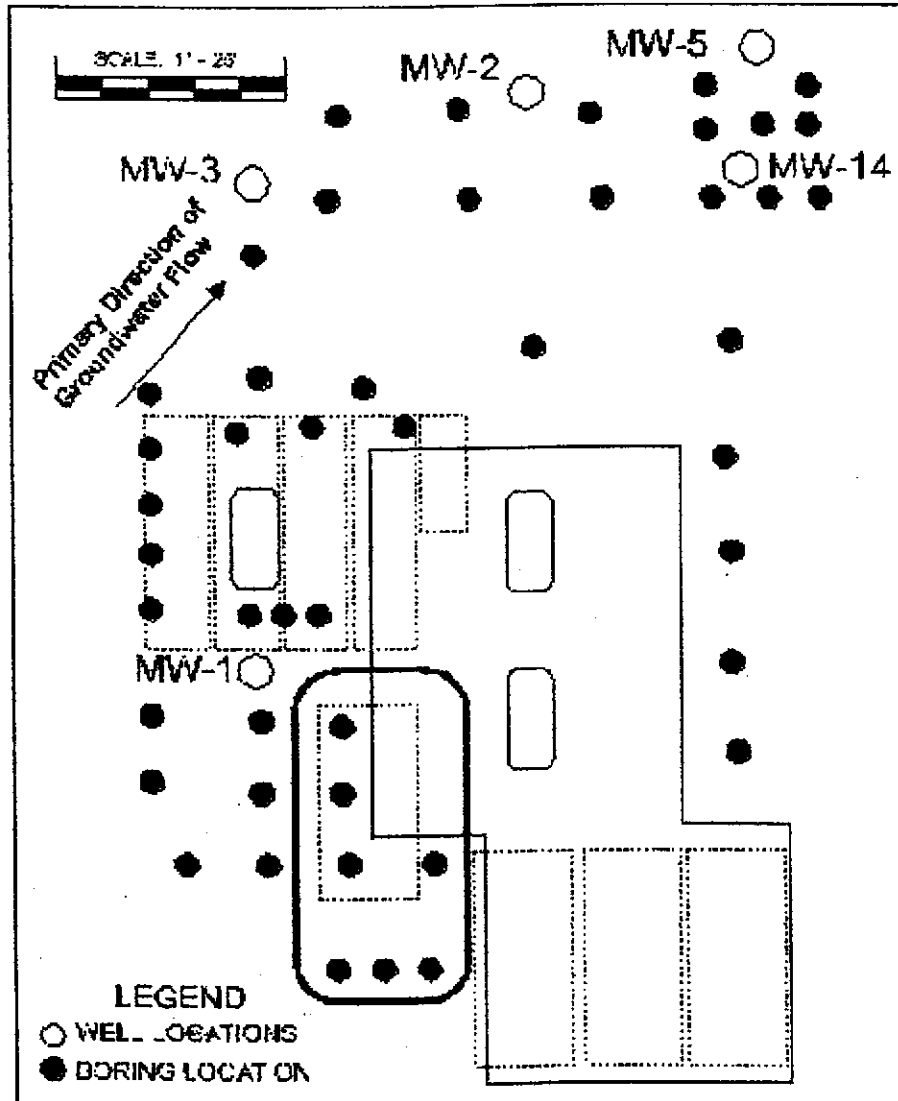 SCALE: 1" - 20'
MW-5
MW-2
MW-3
MW-14
Primary Direction of
Groundwater Flow
MW-1
LEGEND
WELL LOCATIONS
BORING LOCATION